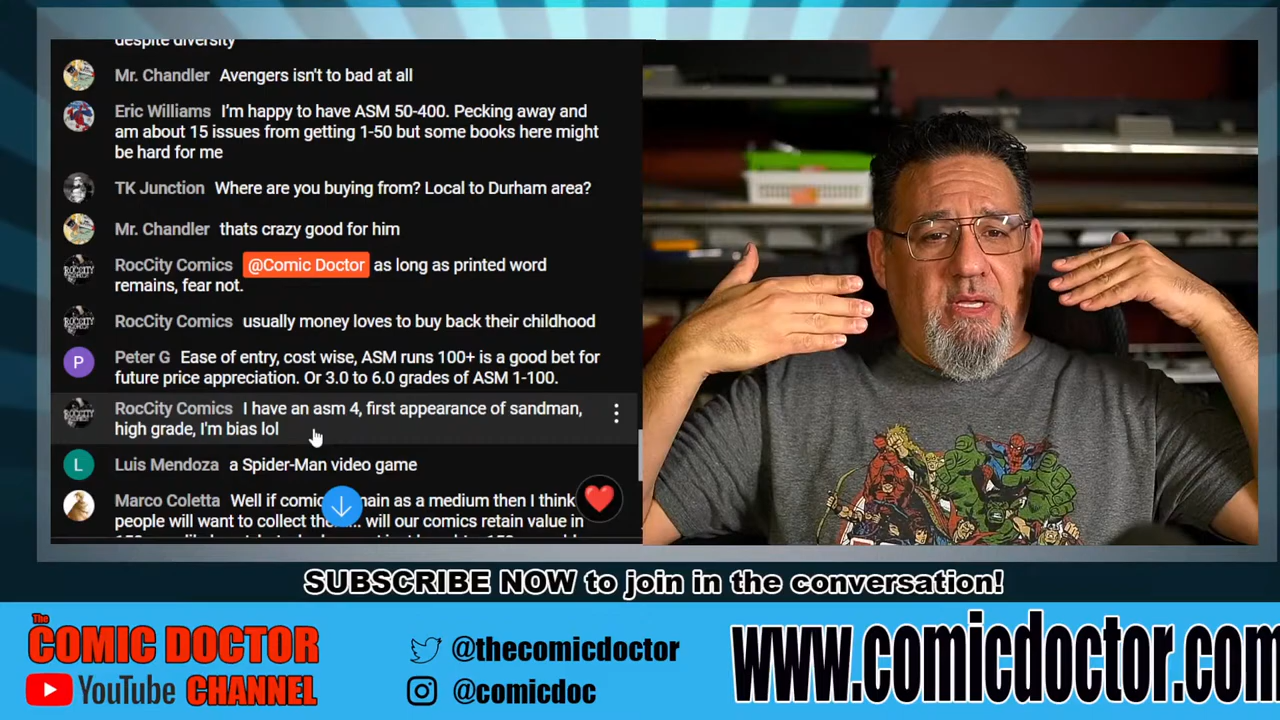 despite diversity
Mr. Chandler Avengers isn't to bad at all
Eric Williams I'm happy to have ASM 50-400. Pecking away and
am about 15 issues from getting 1-50 but some books here might
be hard for me
TK Junction Where are you buying from? Local to Durham area?
Mr. Chandler thats crazy good for him
RocCity Comics @Comic Doctor as long as printed word
remains, fear not.
RocCity Comics usually money loves to buy back their childhood
P
Peter G Ease of entry, cost wise, ASM runs 100+ is a good bet for
future price appreciation. Or 3.0 to 6.0 grades of ASM 1-100.
RocCity Comics I have an asm 4, first appearance of sandman,
high grade, I'm bias lol
L
Luis Mendoza a Spider-Man video game
Marco Coletta Well if comic main as a medium then I think
people will want to collect will our comics retain value in
SUBSCRIBE NOW to join in the conversation!
The
COMIC DOCTOR
YouTube CHANNEL
@thecomicdoctor
@comicdoc
www.comicdoctor.com